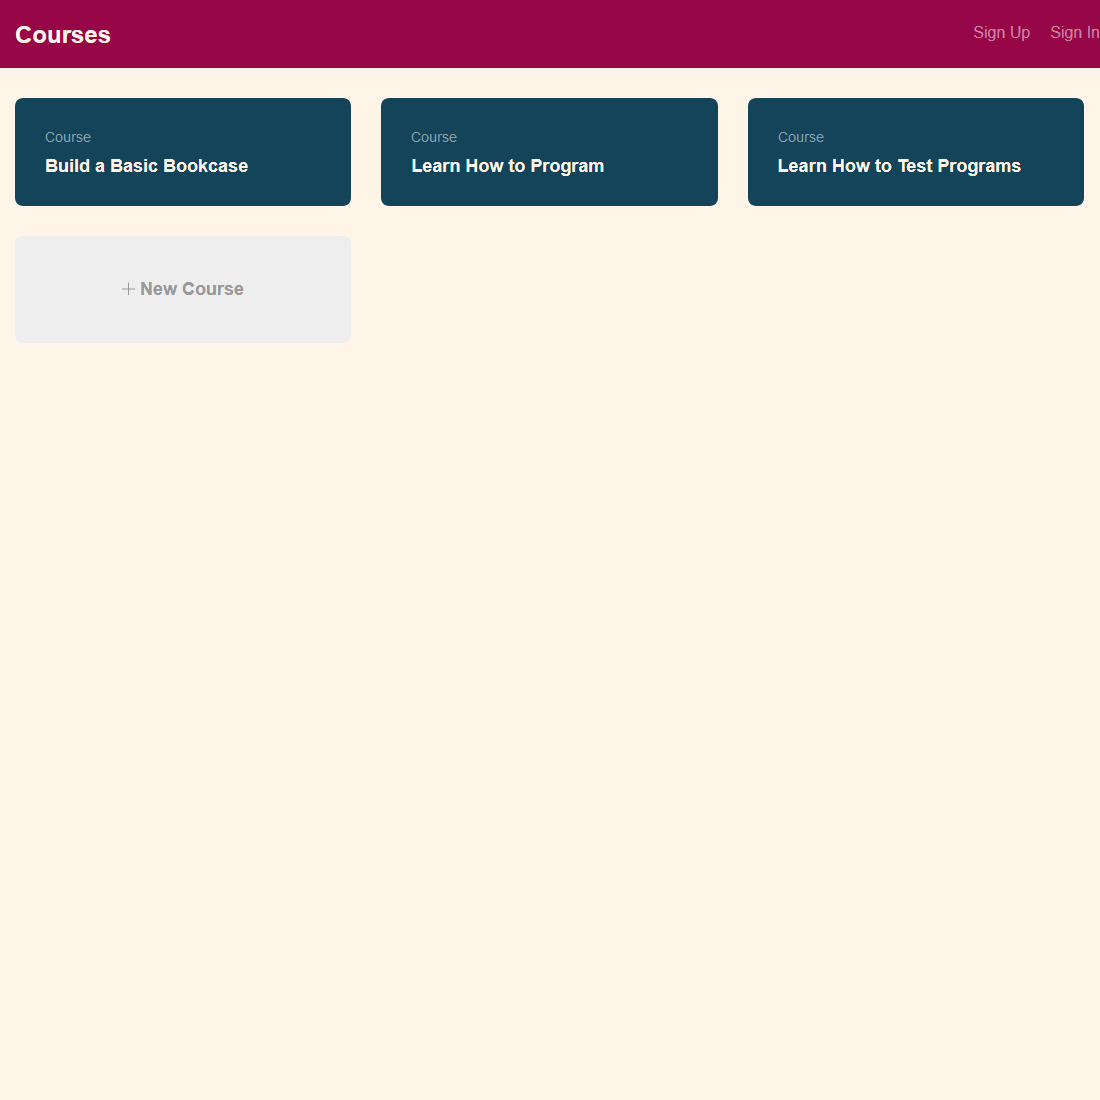 Courses
Sign Up
Sign In
Course
Build a Basic Bookcase
Course
Learn How to Program
Course
Learn How to Test Programs
New Course